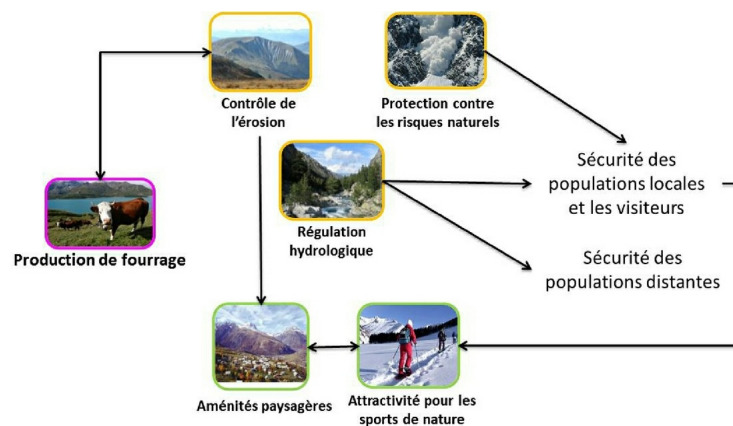 Contrôle de
l'érosion
Protection contre
les risques naturels
Sécurité des
populations locales
et les visiteurs
Régulation
hydrologique
Production de fourrage
Sécurité des
populations distantes
Aménités paysagères
Attractivité pour les
sports de nature